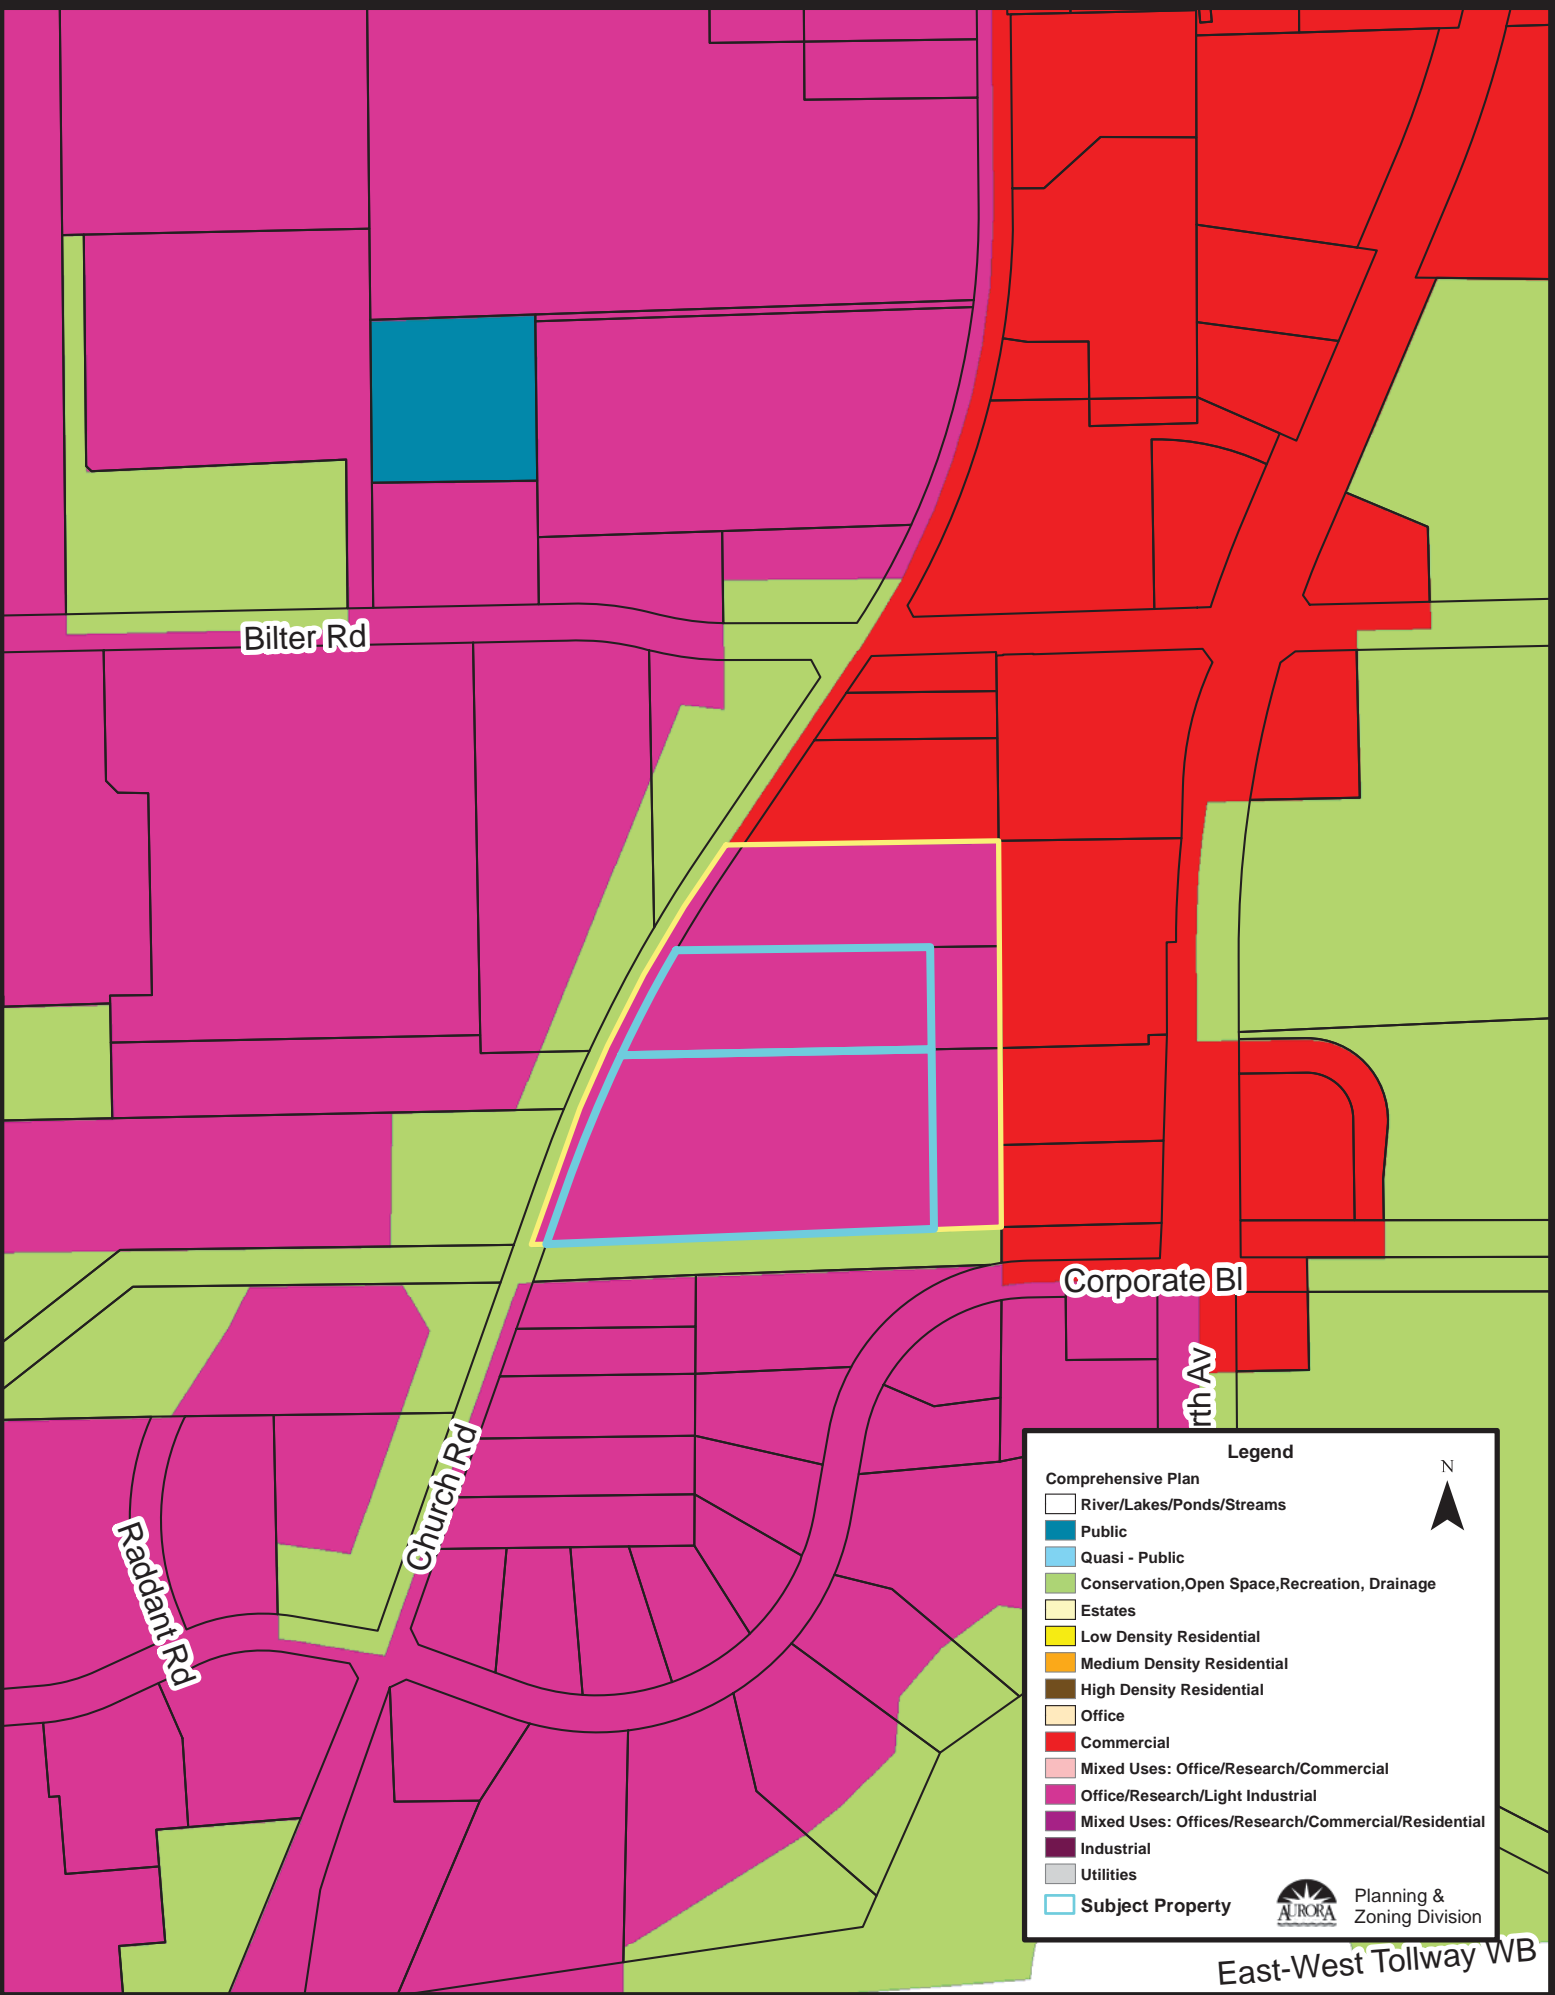 Bilter Rd
Corporate Bl
rth Av
Church Rd
Raddant Rd
Legend
N
Comprehensive Plan
River/Lakes/Ponds/Streams
Public
Quasi - Public
Conservation,Open Space,Recreation, Drainage
Estates
Low Density Residential
Medium Density Residential
High Density Residential
Office
Commercial
Mixed Uses: Office/Research/Commercial
Office/Research/Light Industrial
Mixed Uses: Offices/Research/Commercial/Residential
Industrial
Utilities
Subject Property
AURORA
Planning &
Zoning Division
East-West Tollway WB